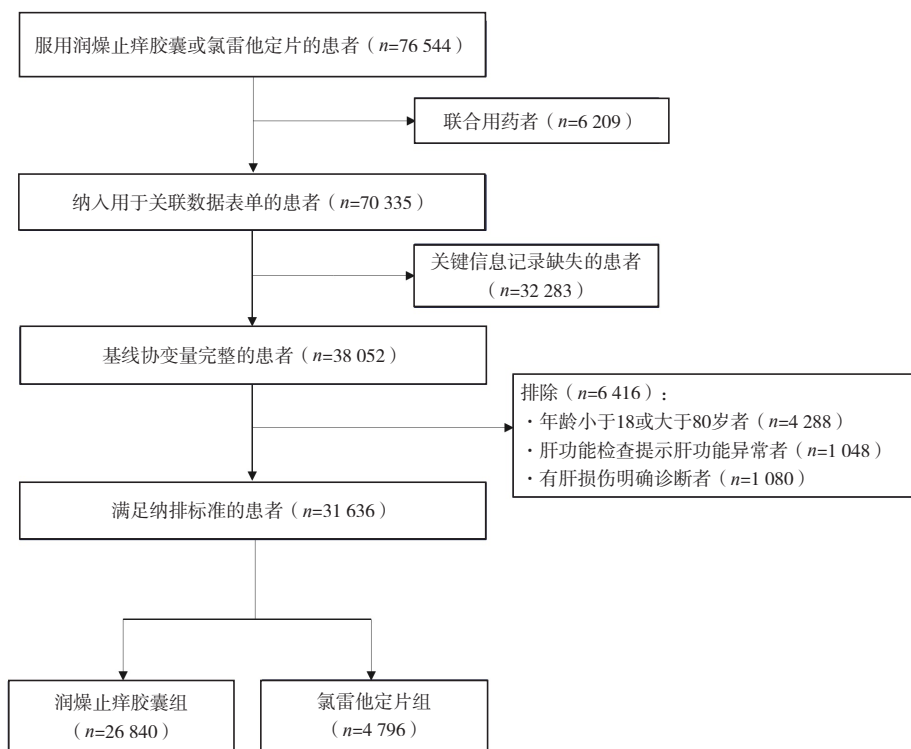 服用润燥止痒胶囊或氯雷他定片的患者（n=76 544）
联合用药者（n=6 209）
纳入用于关联数据表单的患者（n=70 335）
关键信息记录缺失的患者
（n=32 283）
基线协变量完整的患者（n=38 052）
排除（n=6 416）：
·年龄小于18或大于80岁者（n=4 288）
·肝功能检查提示肝功能异常者（n=1 048）
·有肝损伤明确诊断者（n=1 080）
满足纳排标准的患者（n=31 636）
润燥止痒胶囊组
（n=26 840）
氯雷他定片组
（n=4 796）